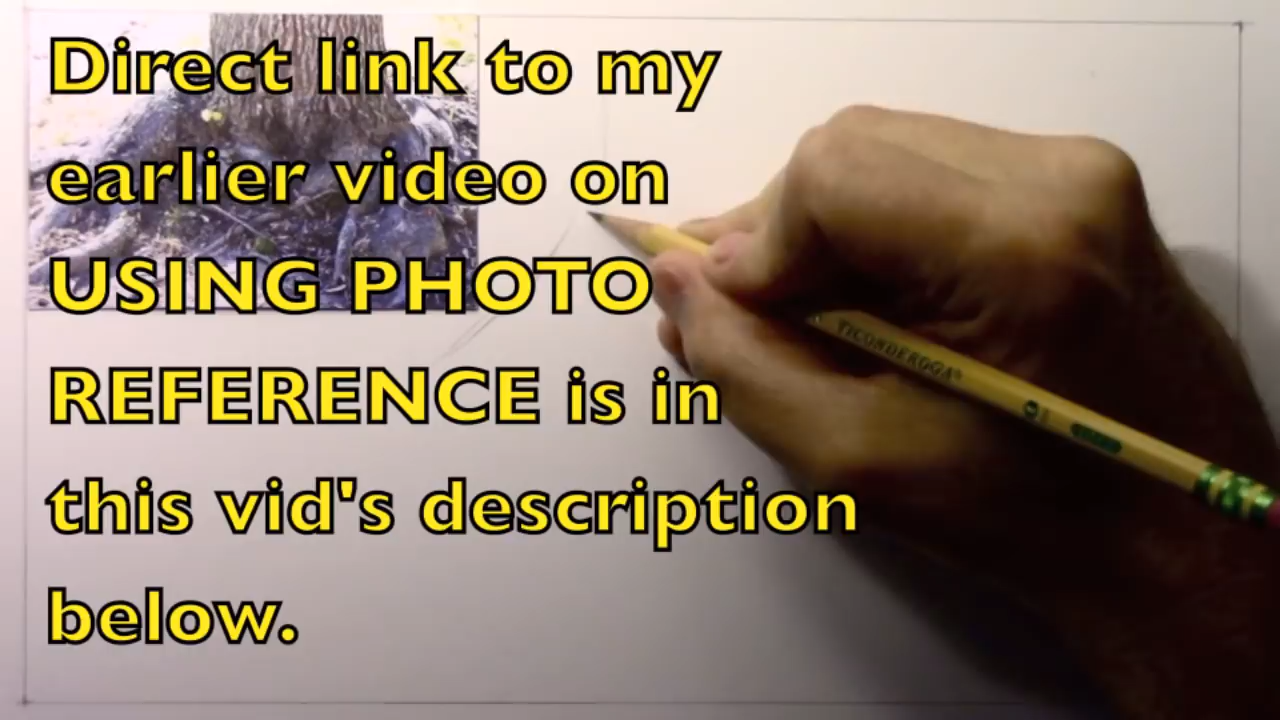 Direct link to my
earlier video on
USING PHOTO
REFERENCE is in
this vid's description
below.
TICONDEROGA®